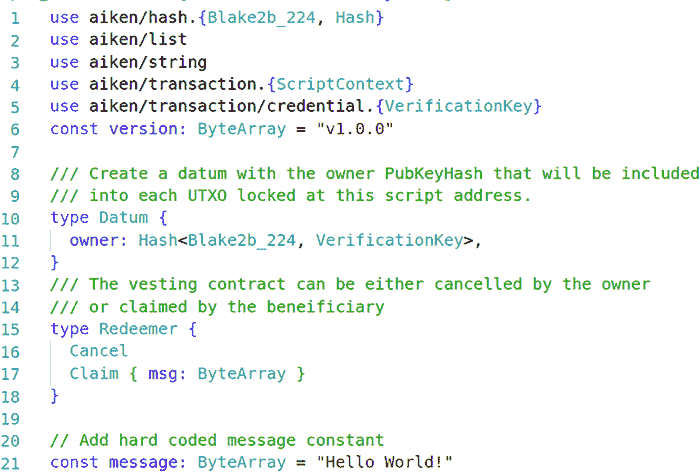 1 use aiken/hash.{Blake2b_224, Hash}
2 use aiken/list
3 use aiken/string
4 use aiken/transaction.{ScriptContext}
5 use aiken/transaction/credential.{VerificationKey}
6 const version: ByteArray = "v1.0.0"
7
8 /// Create a datum with the owner PubKeyHash that will be included
9 /// into each UTXO locked at this script address.
10 type Datum {
11   owner: Hash<Blake2b_224, VerificationKey>,
12 }
13 /// The vesting contract can be either cancelled by the owner
14 /// or claimed by the beneificiary
15 type Redeemer {
16   Cancel
17   Claim { msg: ByteArray }
18 }
19
20 // Add hard coded message constant
21 const message: ByteArray = "Hello World!"